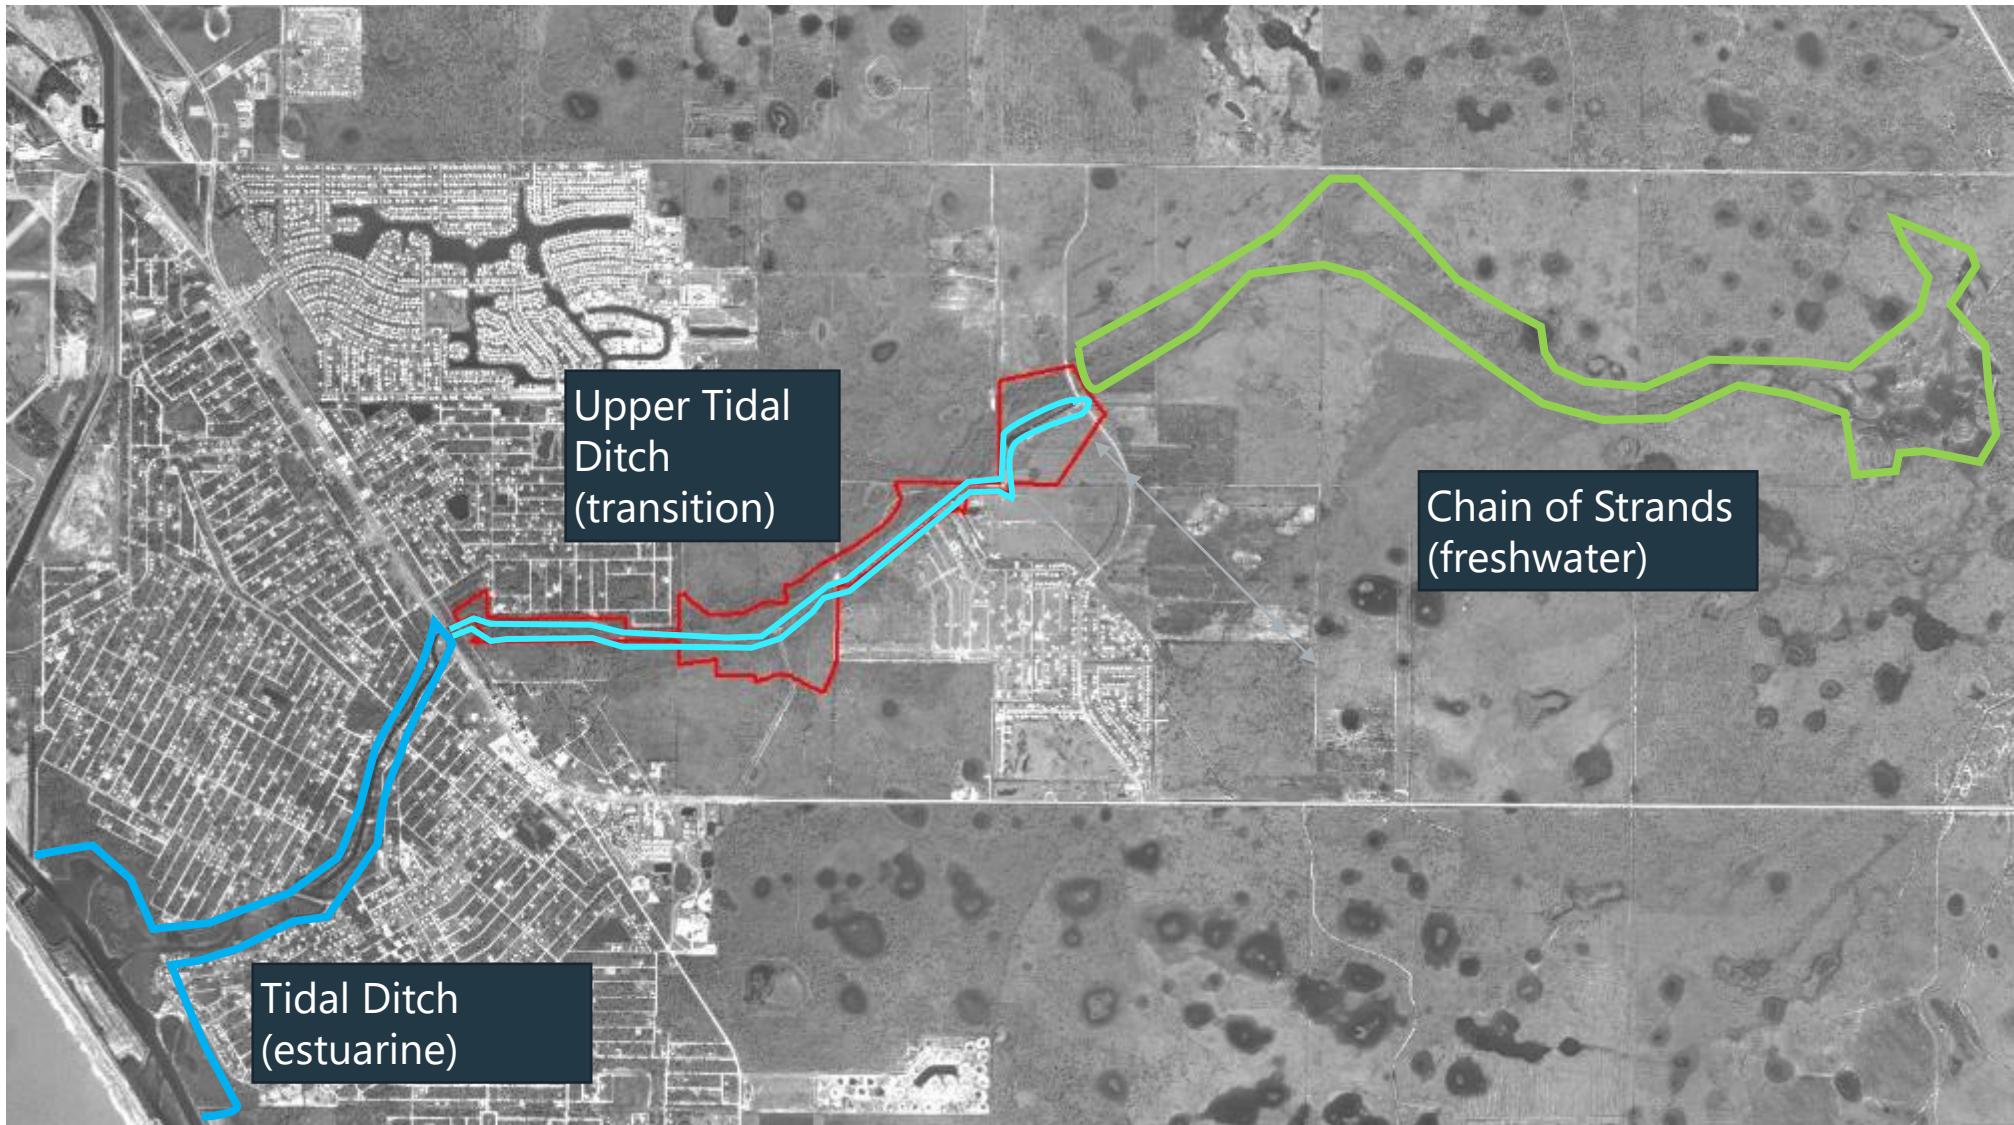 Upper Tidal
Ditch
(transition)
Chain of Strands
(freshwater)
Tidal Ditch
(estuarine)